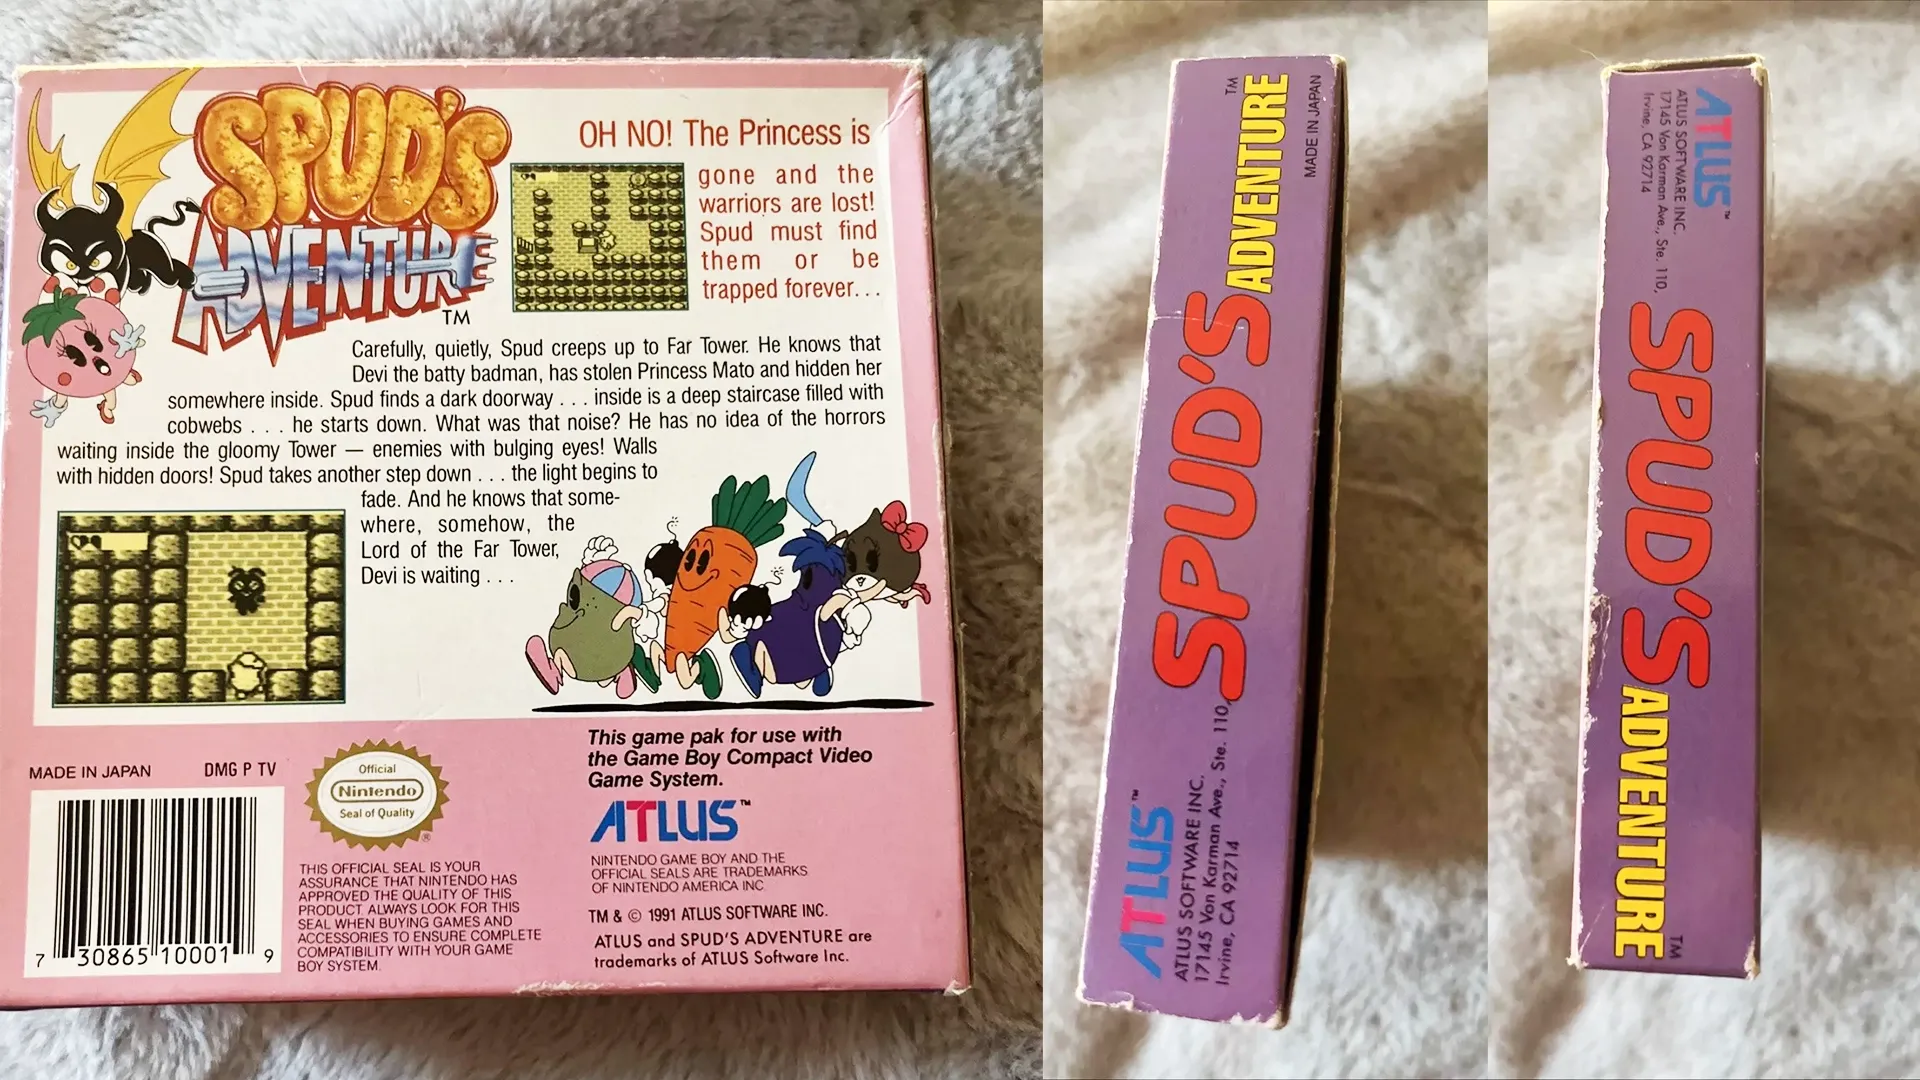 SPUD'S
ADVENTURE
TM
OH NO! The Princess is
gone and the
warriors are lost!
Spud must find
them or be
trapped forever...
Carefully, quietly, Spud creeps up to Far Tower. He knows that
Devi the batty badman, has stolen Princess Mato and hidden her
somewhere inside. Spud finds a dark doorway . . . inside is a deep staircase filled with
cobwebs . . . he starts down. What was that noise? He has no idea of the horrors
waiting inside the gloomy Tower — enemies with bulging eyes! Walls
with hidden doors! Spud takes another step down . . . the light begins to
fade. And he knows that some-
where, somehow, the
Lord of the Far Tower,
Devi is waiting . . .
MADE IN JAPAN DMG P TV
7 30865 10001 9
Official
Nintendo
Seal of Quality
®
THIS OFFICIAL SEAL IS YOUR
ASSURANCE THAT NINTENDO HAS
APPROVED THE QUALITY OF THIS
PRODUCT. ALWAYS LOOK FOR THIS
SEAL WHEN BUYING GAMES AND
ACCESSORIES TO ENSURE COMPLETE
COMPATIBILITY WITH YOUR GAME
BOY SYSTEM.
This game pak for use with
the Game Boy Compact Video
Game System.
ATLUS™
NINTENDO GAME BOY AND THE
OFFICIAL SEALS ARE TRADEMARKS
OF NINTENDO AMERICA INC
TM & © 1991 ATLUS SOFTWARE INC.
ATLUS and SPUD'S ADVENTURE are
trademarks of ATLUS Software Inc.
ATLUS™
ATLUS SOFTWARE INC.
17145 Von Karman Ave., Ste. 110,
Irvine, CA 92714
SPUD'S ADVENTURE™
MADE IN JAPAN
ATLUS™
ATLUS SOFTWARE INC.
17145 Von Karman Ave., Ste. 110,
Irvine, CA 92714
SPUD'S ADVENTURE™